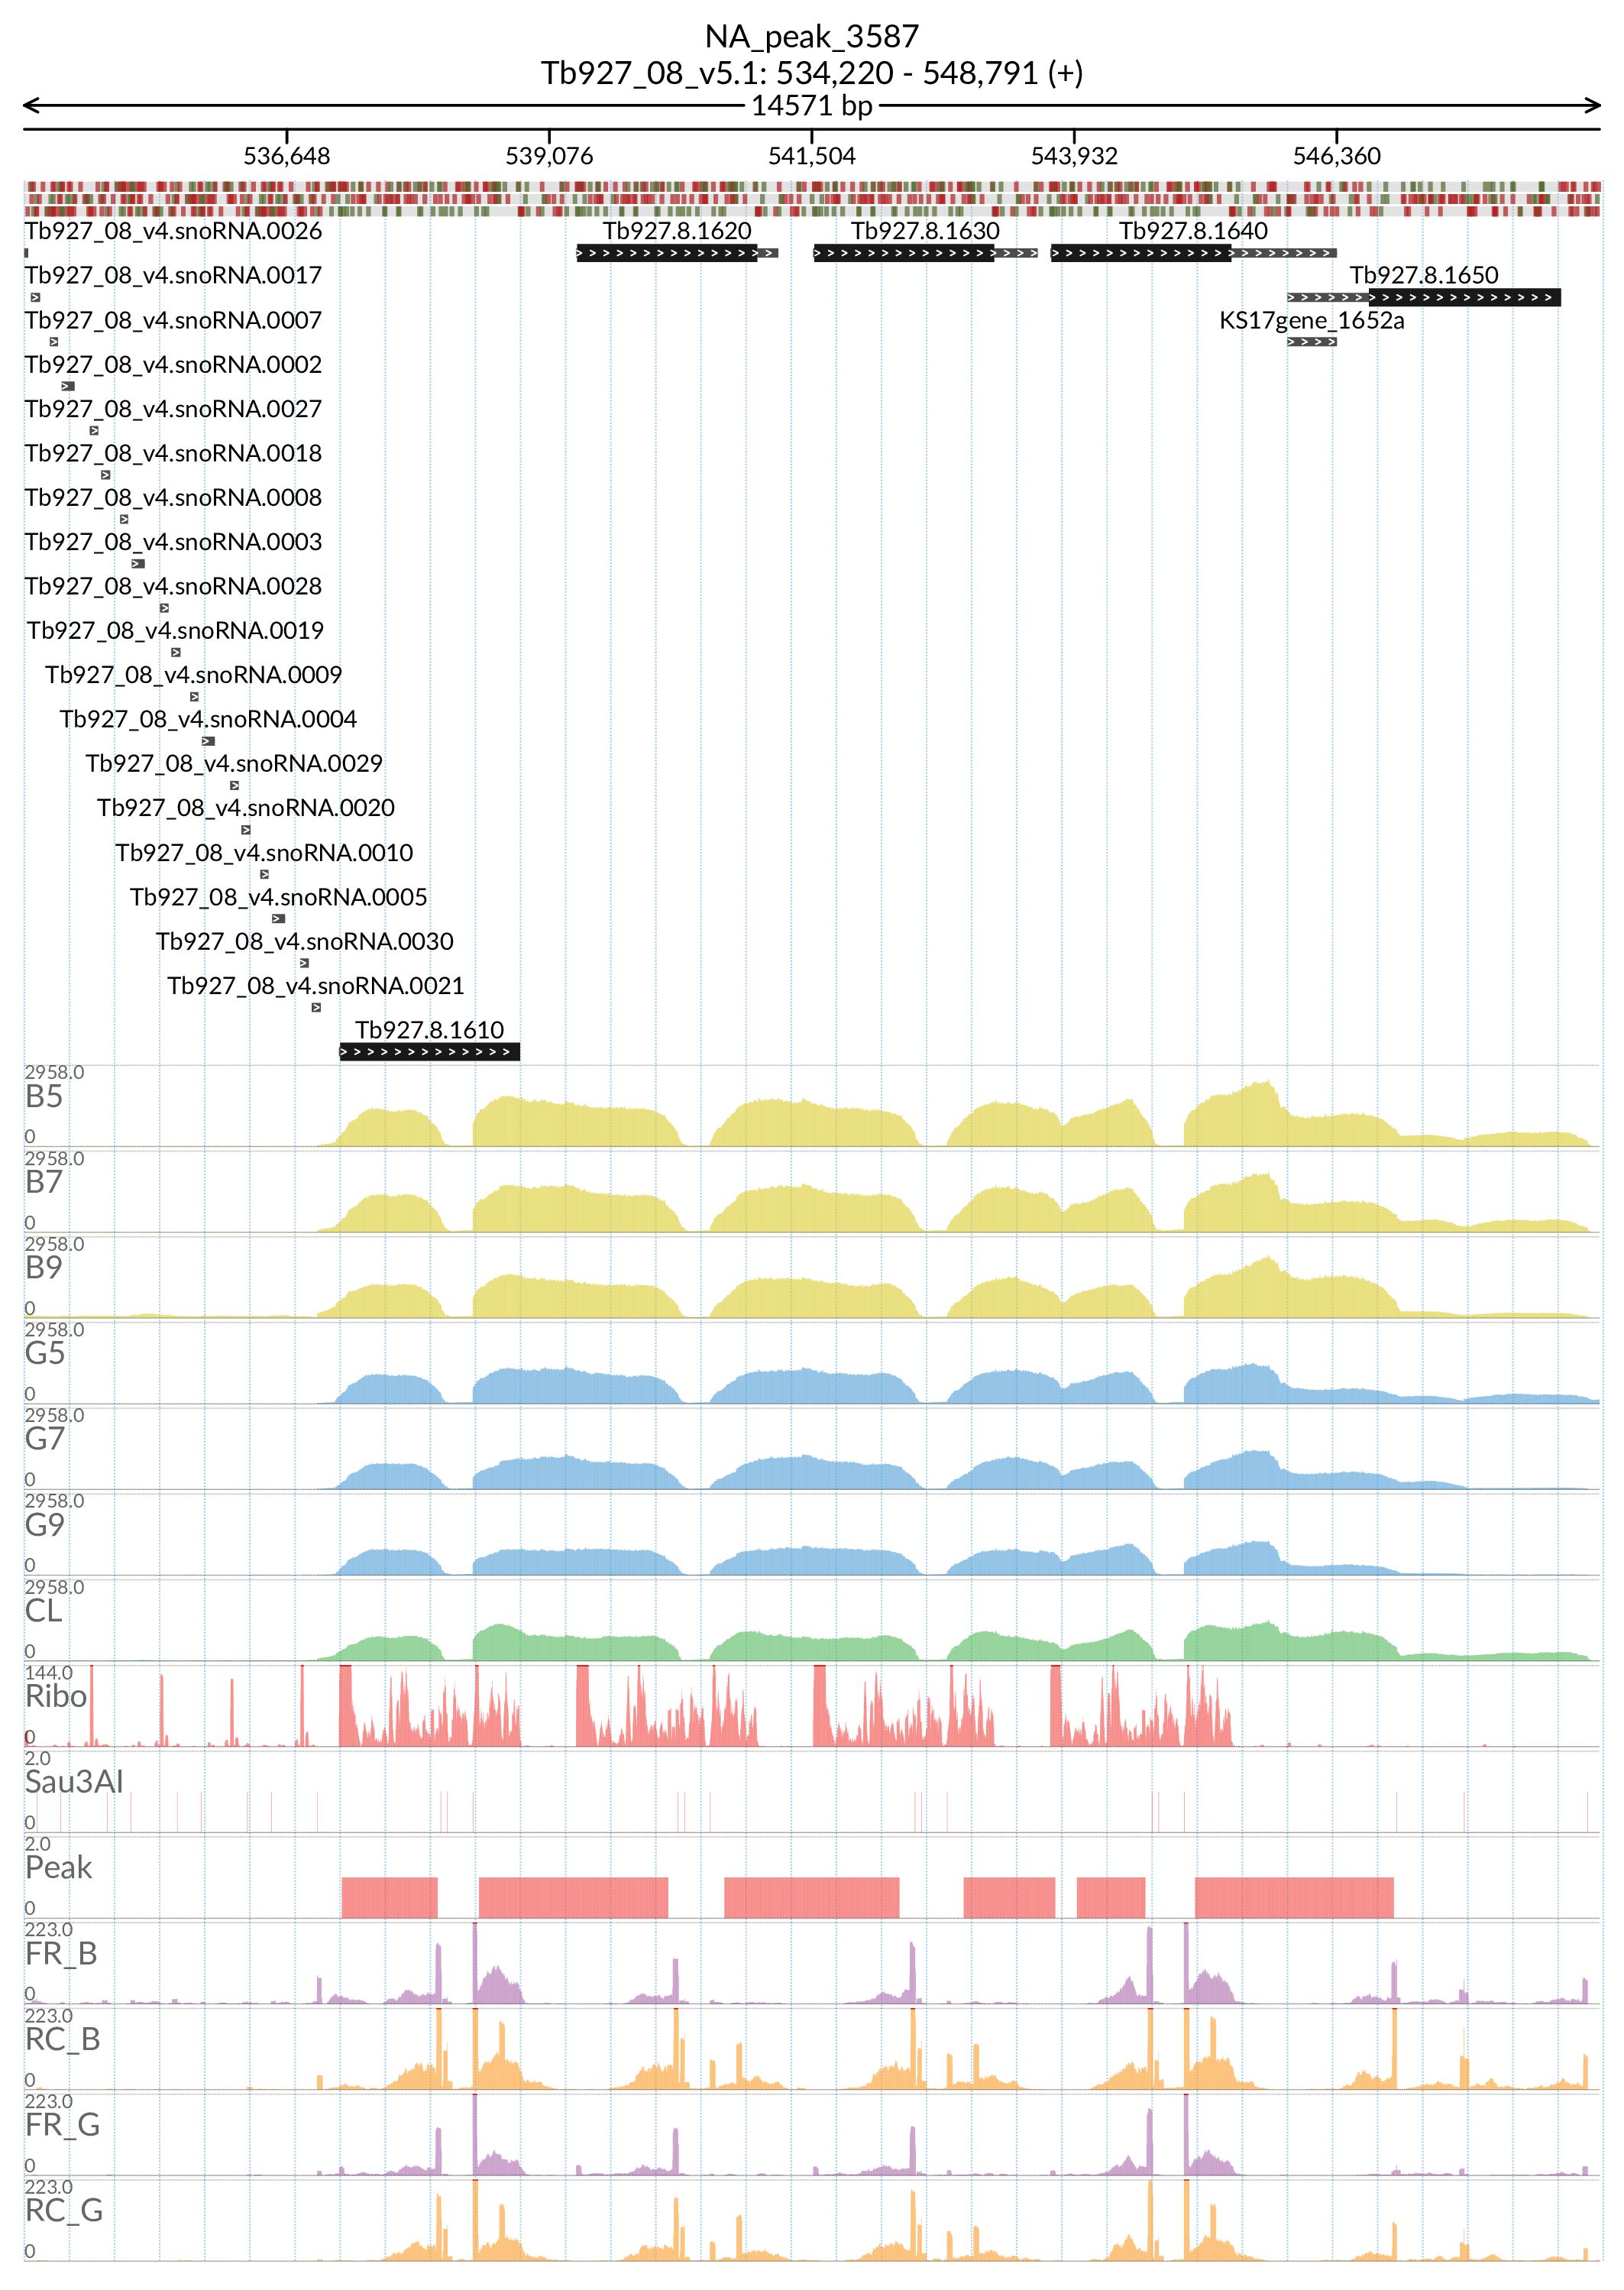 NA_peak_3587
Tb927_08_v5.1: 534,220 - 548,791 (+)
14571 bp
536,648 539,076 541,504 543,932 546,360
Tb927_08_v4.snoRNA.0026 Tb927.8.1620 Tb927.8.1630 Tb927.8.1640
Tb927_08_v4.snoRNA.0017 Tb927.8.1650
Tb927_08_v4.snoRNA.0007 KS17gene_1652a
Tb927_08_v4.snoRNA.0002
Tb927_08_v4.snoRNA.0027
Tb927_08_v4.snoRNA.0018
Tb927_08_v4.snoRNA.0008
Tb927_08_v4.snoRNA.0003
Tb927_08_v4.snoRNA.0028
Tb927_08_v4.snoRNA.0019
Tb927_08_v4.snoRNA.0009
Tb927_08_v4.snoRNA.0004
Tb927_08_v4.snoRNA.0029
Tb927_08_v4.snoRNA.0020
Tb927_08_v4.snoRNA.0010
Tb927_08_v4.snoRNA.0005
Tb927_08_v4.snoRNA.0030
Tb927_08_v4.snoRNA.0021
Tb927.8.1610
2958.0
B5
0
2958.0
B7
0
2958.0
B9
0
2958.0
G5
0
2958.0
G7
0
2958.0
G9
0
2958.0
CL
0
144.0
Ribo
0
2.0
Sau3AI
0
2.0
Peak
0
223.0
FR_B
0
223.0
RC_B
0
223.0
FR_G
0
223.0
RC_G
0